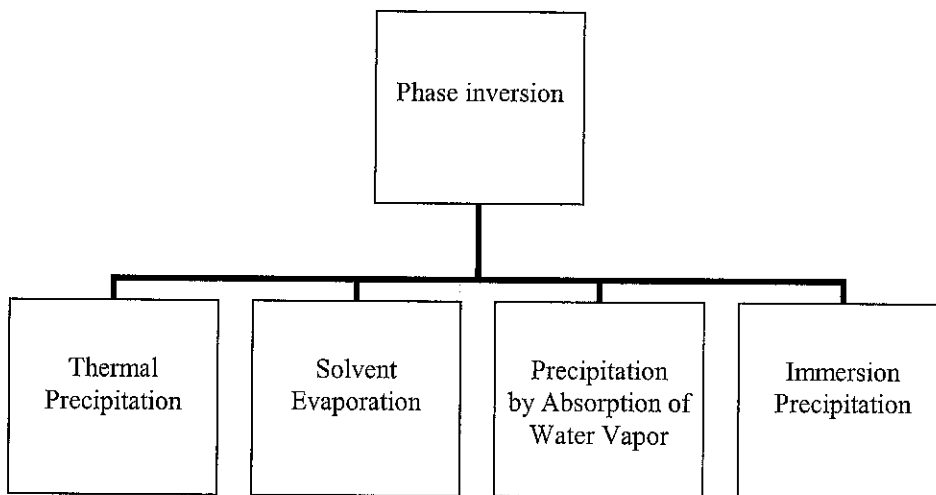 Phase inversion
Thermal
Precipitation
Solvent
Evaporation
Precipitation
by Absorption of
Water Vapor
Immersion
Precipitation